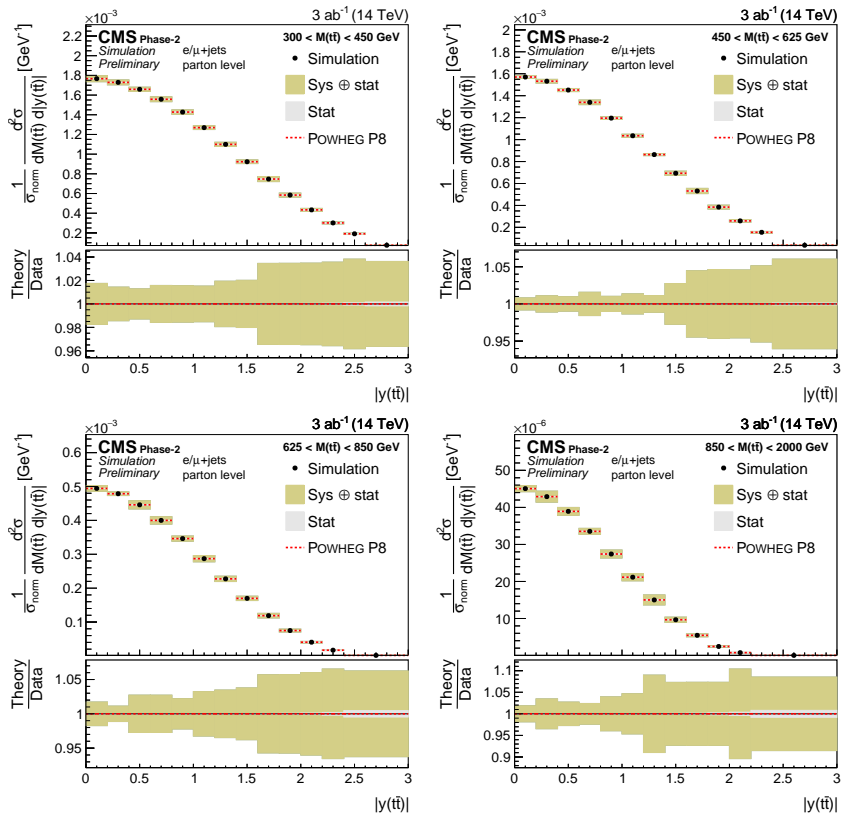 ×10⁻³ 3 ab⁻¹ (14 TeV)
CMS Phase-2 300 < M(tt̄) < 450 GeV
Simulation e/μ+jets
Preliminary parton level
Simulation
Sys ⊕ stat
Stat
POWHEG P8
1/σnorm d²σ/dM(tt̄) d|y(tt̄)| [GeV⁻¹]
2.2
2
1.8
1.6
1.4
1.2
1
0.8
0.6
0.4
0.2
Theory/Data
1.04
1.02
1
0.98
0.96
0 0.5 1 1.5 2 2.5 3
|y(tt̄)|
×10⁻³ 3 ab⁻¹ (14 TeV)
CMS Phase-2 450 < M(tt̄) < 625 GeV
Simulation e/μ+jets
Preliminary parton level
Simulation
Sys ⊕ stat
Stat
POWHEG P8
1/σnorm d²σ/dM(tt̄) d|y(tt̄)| [GeV⁻¹]
2
1.8
1.6
1.4
1.2
1
0.8
0.6
0.4
0.2
Theory/Data
1.05
1
0.95
0 0.5 1 1.5 2 2.5 3
|y(tt̄)|
×10⁻³ 3 ab⁻¹ (14 TeV)
CMS Phase-2 625 < M(tt̄) < 850 GeV
Simulation e/μ+jets
Preliminary parton level
Simulation
Sys ⊕ stat
Stat
POWHEG P8
1/σnorm d²σ/dM(tt̄) d|y(tt̄)| [GeV⁻¹]
0.6
0.5
0.4
0.3
0.2
0.1
Theory/Data
1.05
1
0.95
0 0.5 1 1.5 2 2.5 3
|y(tt̄)|
×10⁻⁶ 3 ab⁻¹ (14 TeV)
CMS Phase-2 850 < M(tt̄) < 2000 GeV
Simulation e/μ+jets
Preliminary parton level
Simulation
Sys ⊕ stat
Stat
POWHEG P8
1/σnorm d²σ/dM(tt̄) d|y(tt̄)| [GeV⁻¹]
50
40
30
20
10
0
Theory/Data
1.1
1.05
1
0.95
0.9
0 0.5 1 1.5 2 2.5 3
|y(tt̄)|